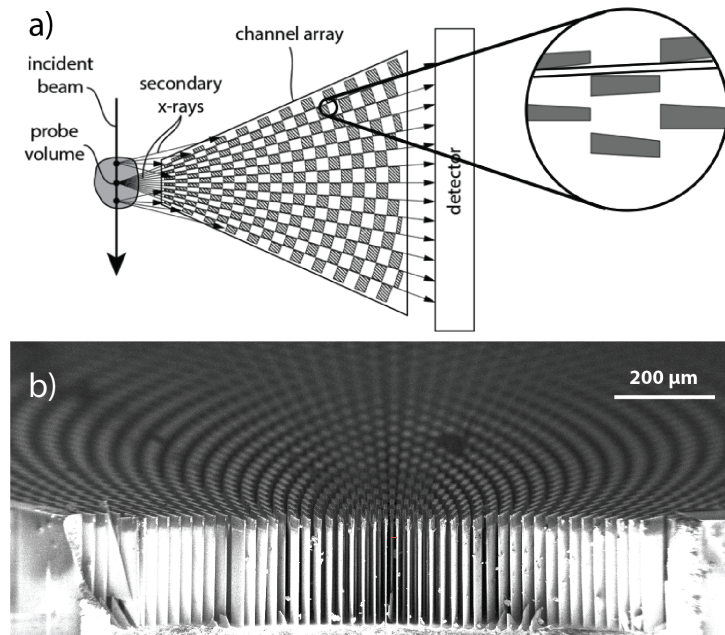 a)
channel array
incident
beam
secondary
x-rays
probe
volume
detector
b)
200 μm